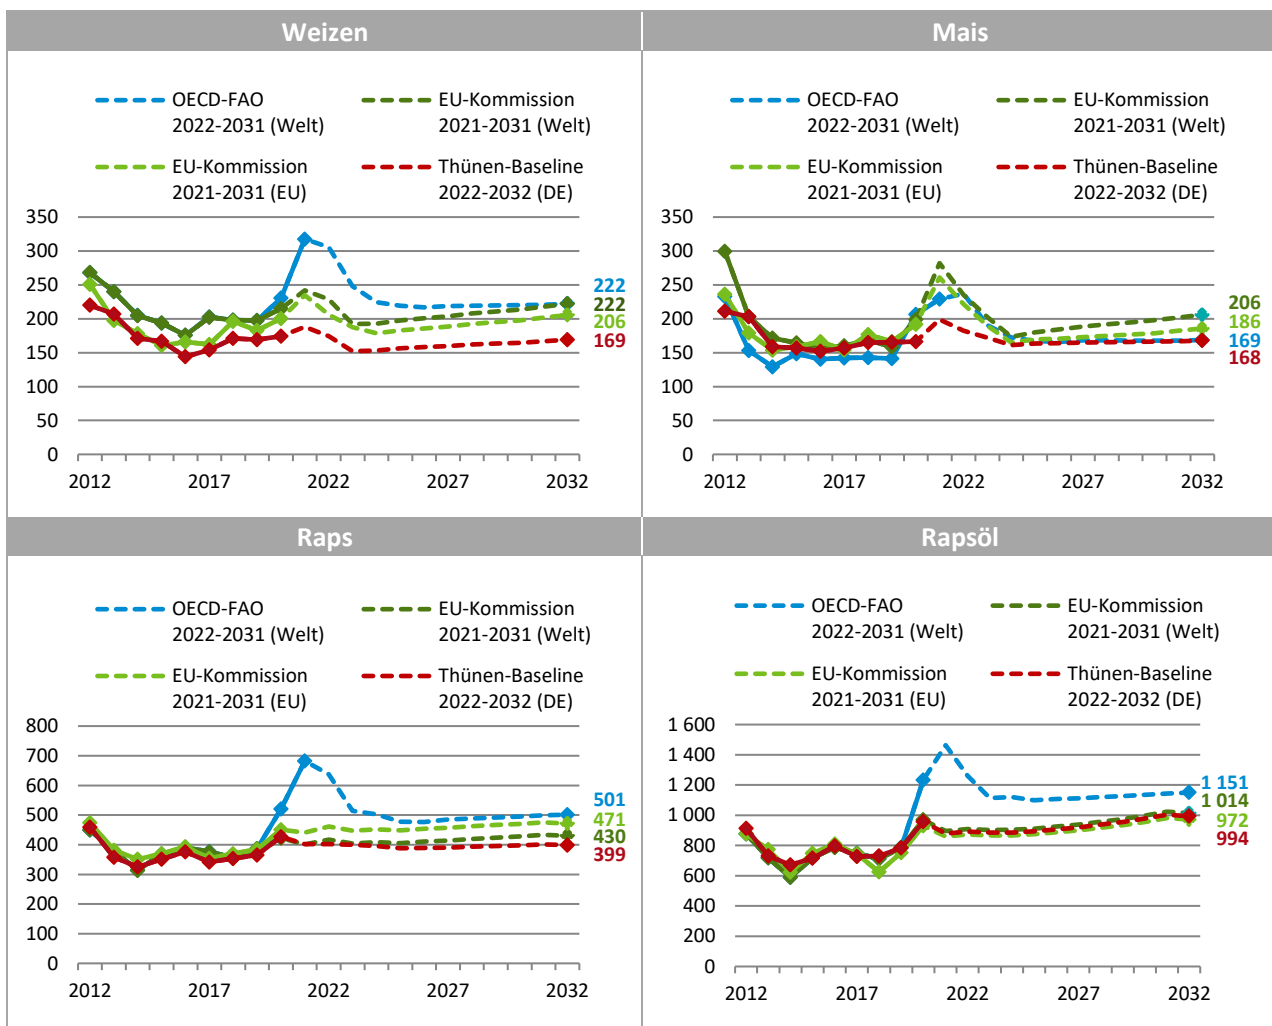 Weizen
OECD-FAO
2022-2031 (Welt)
EU-Kommission
2021-2031 (Welt)
EU-Kommission
2021-2031 (EU)
Thünen-Baseline
2022-2032 (DE)
350
300
250
200
150
100
50
0
2012
2017
2022
2027
2032
222
222
206
169
Mais
OECD-FAO
2022-2031 (Welt)
EU-Kommission
2021-2031 (Welt)
EU-Kommission
2021-2031 (EU)
Thünen-Baseline
2022-2032 (DE)
350
300
250
200
150
100
50
0
2012
2017
2022
2027
2032
206
186
169
168
Raps
OECD-FAO
2022-2031 (Welt)
EU-Kommission
2021-2031 (Welt)
EU-Kommission
2021-2031 (EU)
Thünen-Baseline
2022-2032 (DE)
800
700
600
500
400
300
200
100
0
2012
2017
2022
2027
2032
501
471
430
399
Rapsöl
OECD-FAO
2022-2031 (Welt)
EU-Kommission
2021-2031 (Welt)
EU-Kommission
2021-2031 (EU)
Thünen-Baseline
2022-2032 (DE)
1 600
1 400
1 200
1 000
800
600
400
200
0
2012
2017
2022
2027
2032
1 151
1 014
972
994